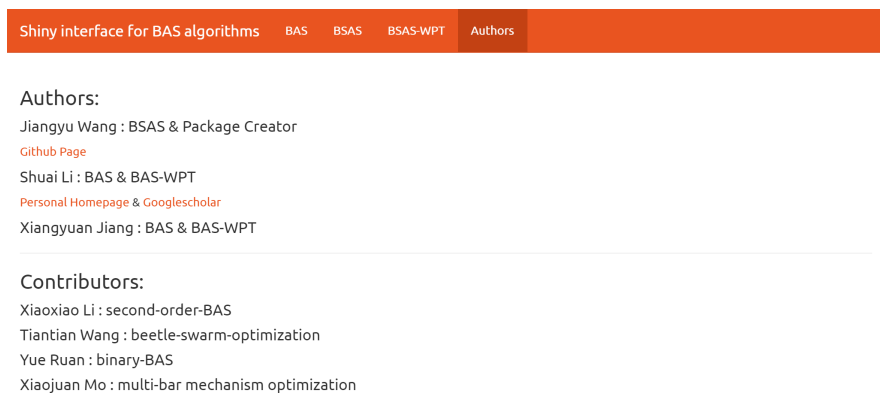 Shiny interface for BAS algorithms BAS BSAS BSAS-WPT Authors
Authors:
Jiangyu Wang : BSAS & Package Creator
Github Page
Shuai Li : BAS & BAS-WPT
Personal Homepage & Googlescholar
Xiangyuan Jiang : BAS & BAS-WPT
Contributors:
Xiaoxiao Li : second-order-BAS
Tiantian Wang : beetle-swarm-optimization
Yue Ruan : binary-BAS
Xiaojuan Mo : multi-bar mechanism optimization